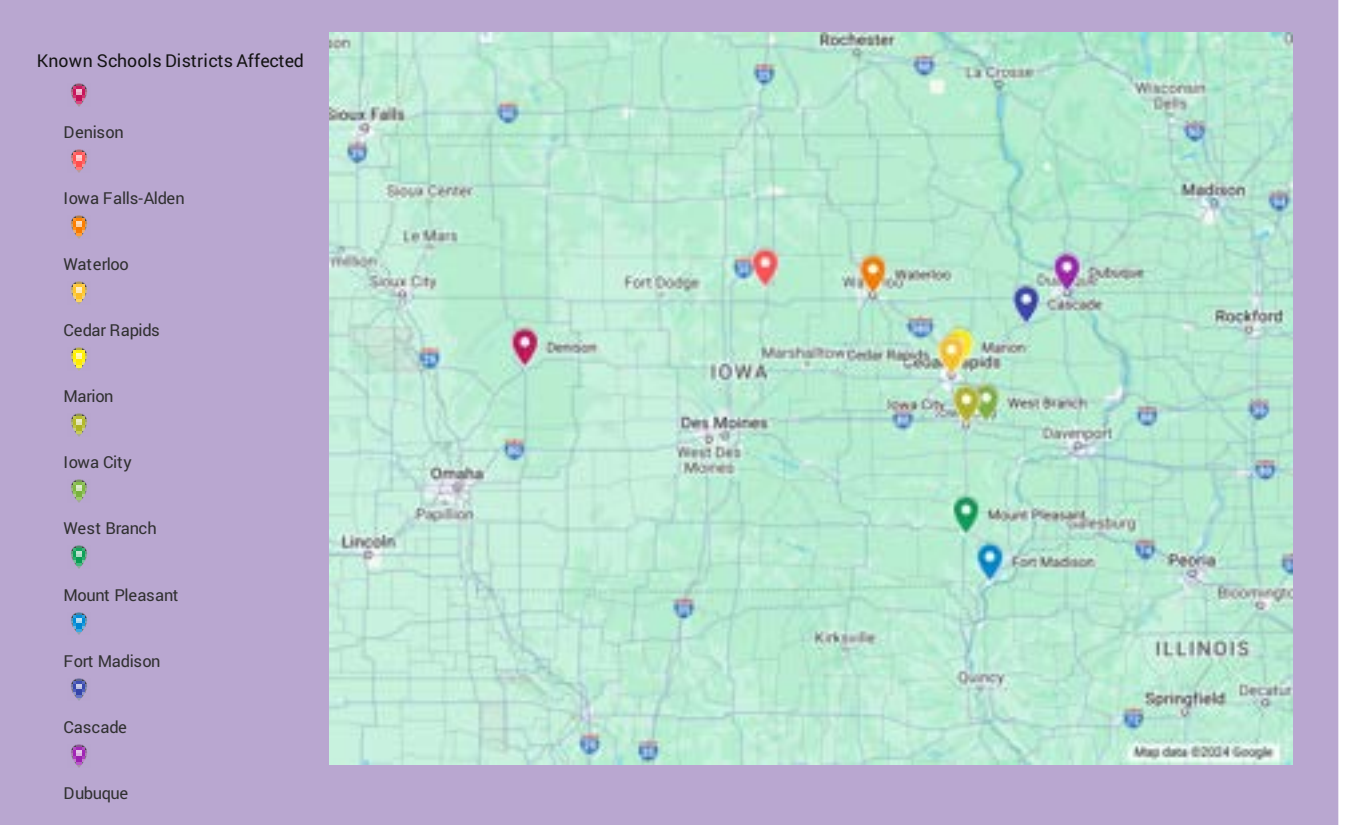 Known Schools Districts Affected
Denison
Iowa Falls-Alden
Waterloo
Cedar Rapids
Marion
Iowa City
West Branch
Mount Pleasant
Fort Madison
Cascade
Dubuque
Rochester
La Crosse
Wisconsin
Dells
Sioux Falls
Sioux Center
Madison
Le Mars
Sioux City
Fort Dodge
Waterloo
Dubuque
Cascade
Rockford
Denison
Marshalltown
Cedar Rapids
Marion
IOWA
Iowa City
West Branch
Des Moines
West Des
Moines
Davenport
Omaha
Papillion
Mount Pleasant
Galesburg
Lincoln
Fort Madison
Peoria
Kirksville
ILLINOIS
Quincy
Springfield
Decatur
Map data ©2024 Google